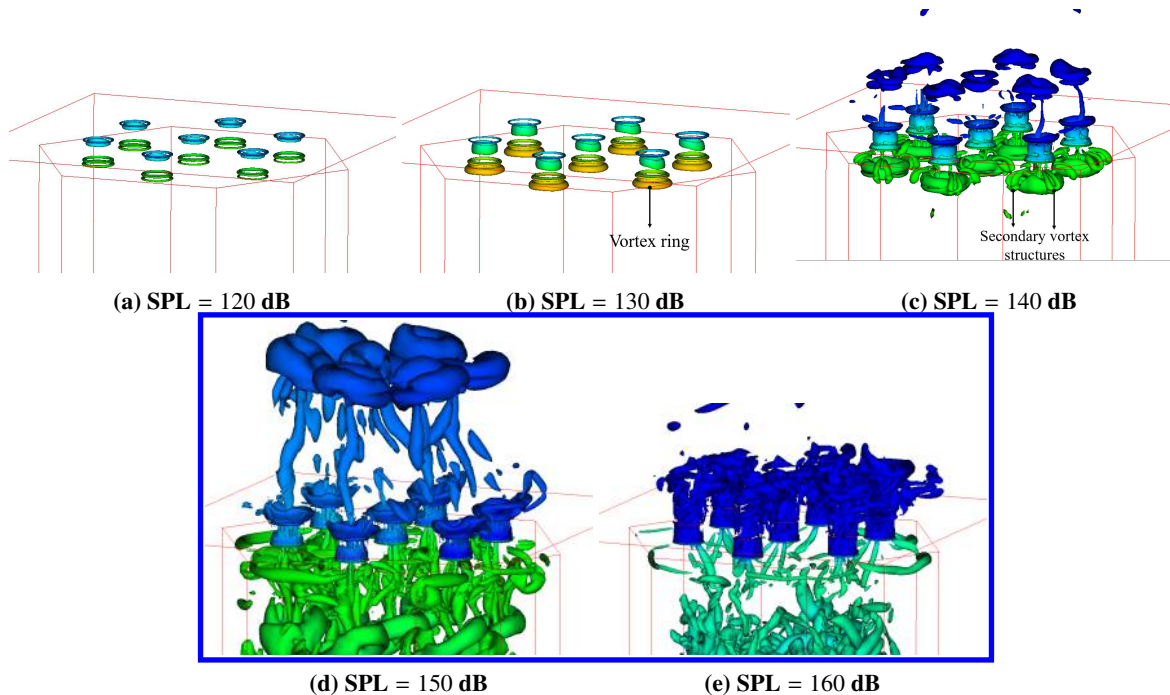 Vortex ring
Secondary vortex
structures
(a) SPL = 120 dB
(b) SPL = 130 dB
(c) SPL = 140 dB
(d) SPL = 150 dB
(e) SPL = 160 dB